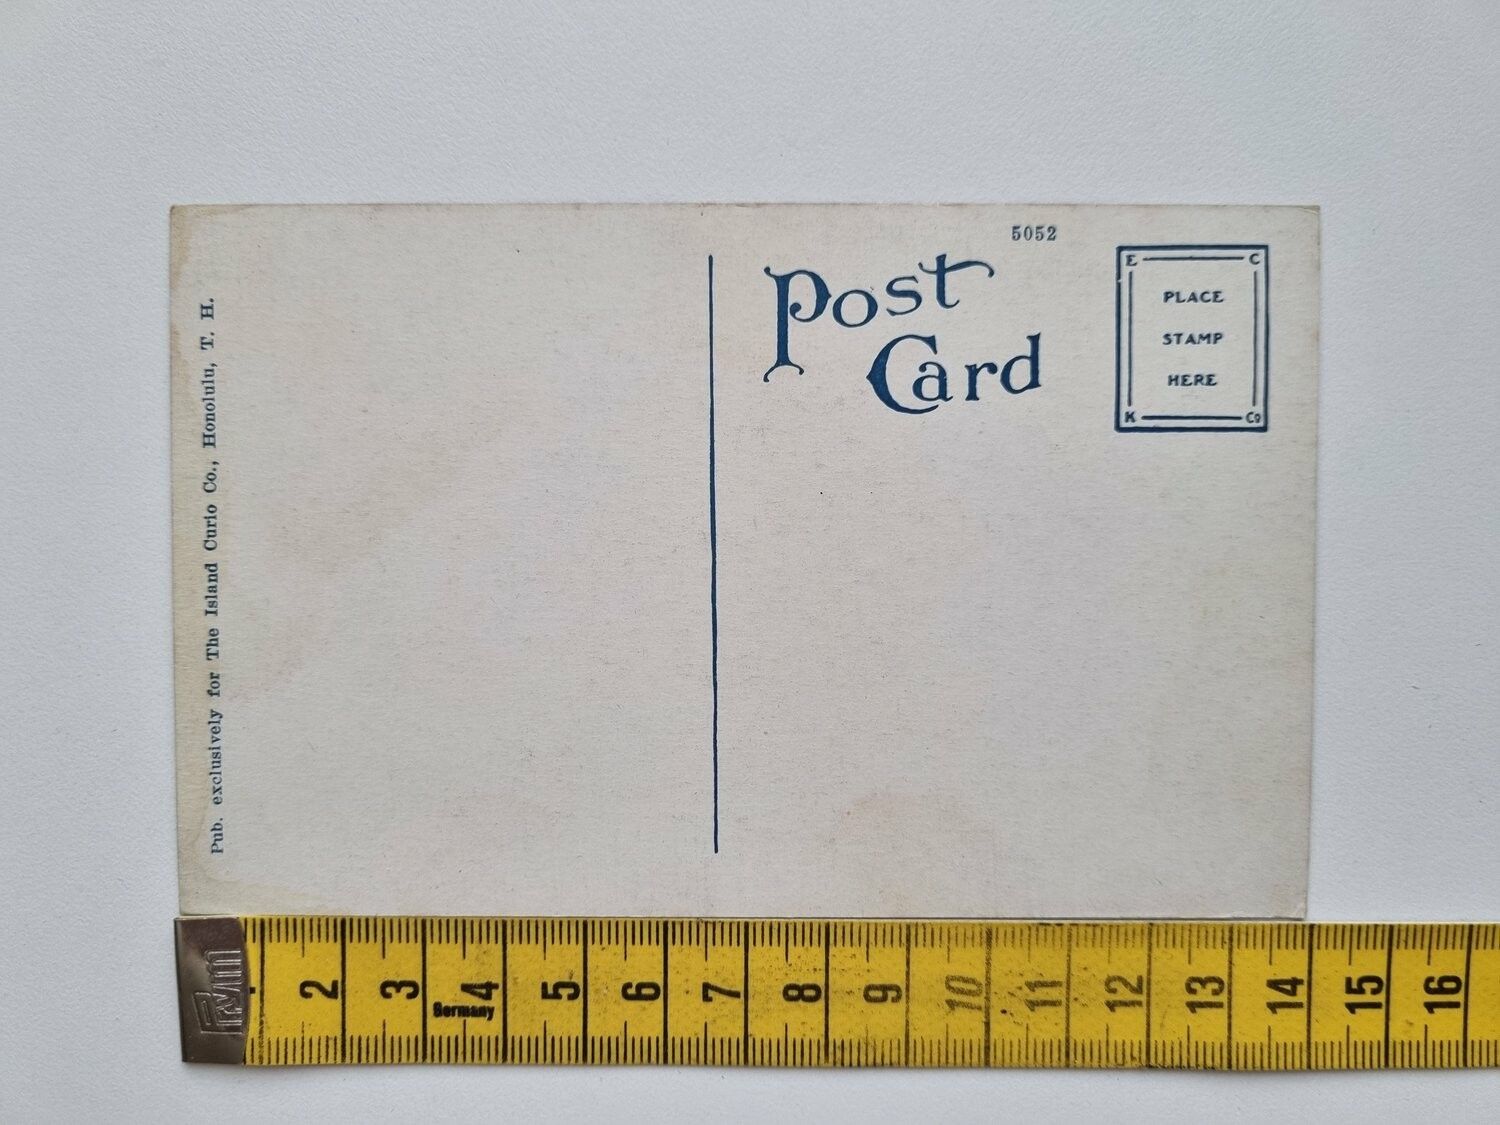 Pub. exclusively for The Island Curio Co., Honolulu, T. H.
5052
Post
Card
E C
PLACE
STAMP
HERE
K Co
2 3 4 5 6 7 8 9 10 11 12 13 14 15 16
Germany